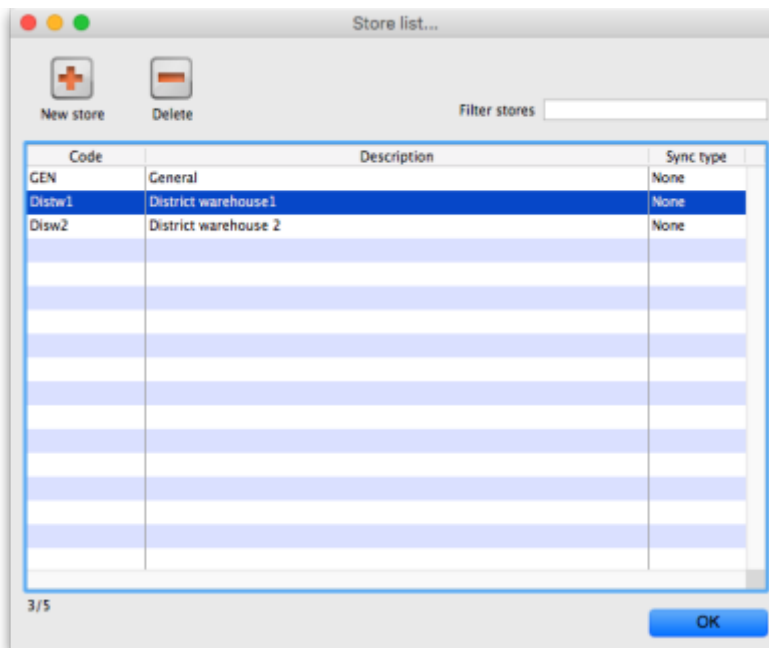 Store list...
New store Delete Filter stores
Code Description Sync type
GEN General None
Distw1 District warehouse1 None
Disw2 District warehouse 2 None
3/5
OK